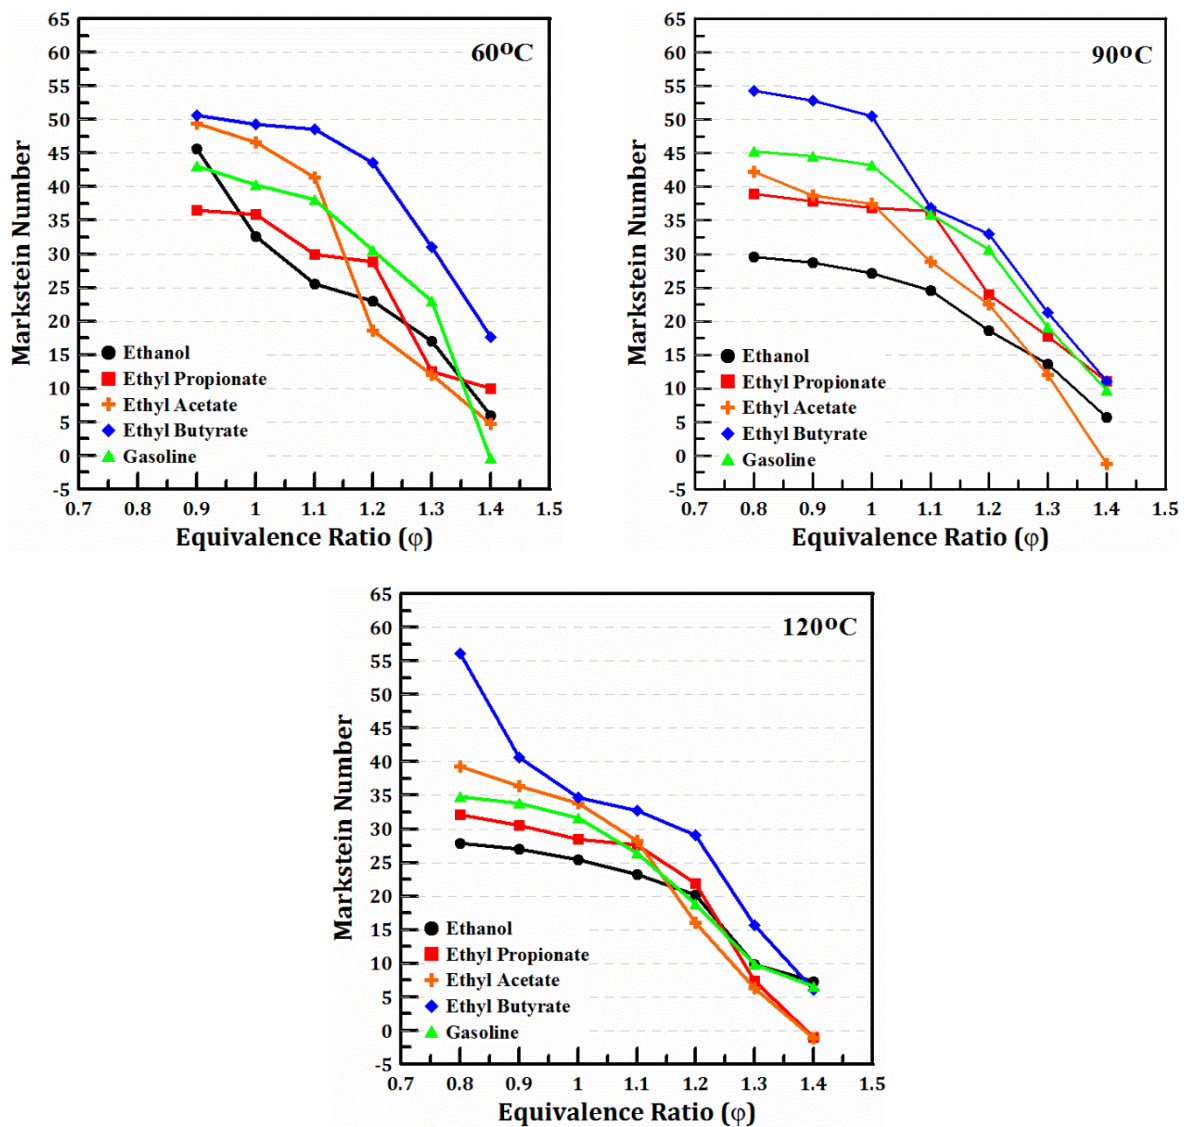 60ºC
65
60
55
50
45
40
35
30
25
20
15
10
5
0
-5
Markstein Number
Ethanol
Ethyl Propionate
Ethyl Acetate
Ethyl Butyrate
Gasoline
0.7 0.8 0.9 1 1.1 1.2 1.3 1.4 1.5
Equivalence Ratio (φ)
90ºC
65
60
55
50
45
40
35
30
25
20
15
10
5
0
-5
Markstein Number
Ethanol
Ethyl Propionate
Ethyl Acetate
Ethyl Butyrate
Gasoline
0.7 0.8 0.9 1 1.1 1.2 1.3 1.4 1.5
Equivalence Ratio (φ)
120ºC
65
60
55
50
45
40
35
30
25
20
15
10
5
0
-5
Markstein Number
Ethanol
Ethyl Propionate
Ethyl Acetate
Ethyl Butyrate
Gasoline
0.7 0.8 0.9 1 1.1 1.2 1.3 1.4 1.5
Equivalence Ratio (φ)